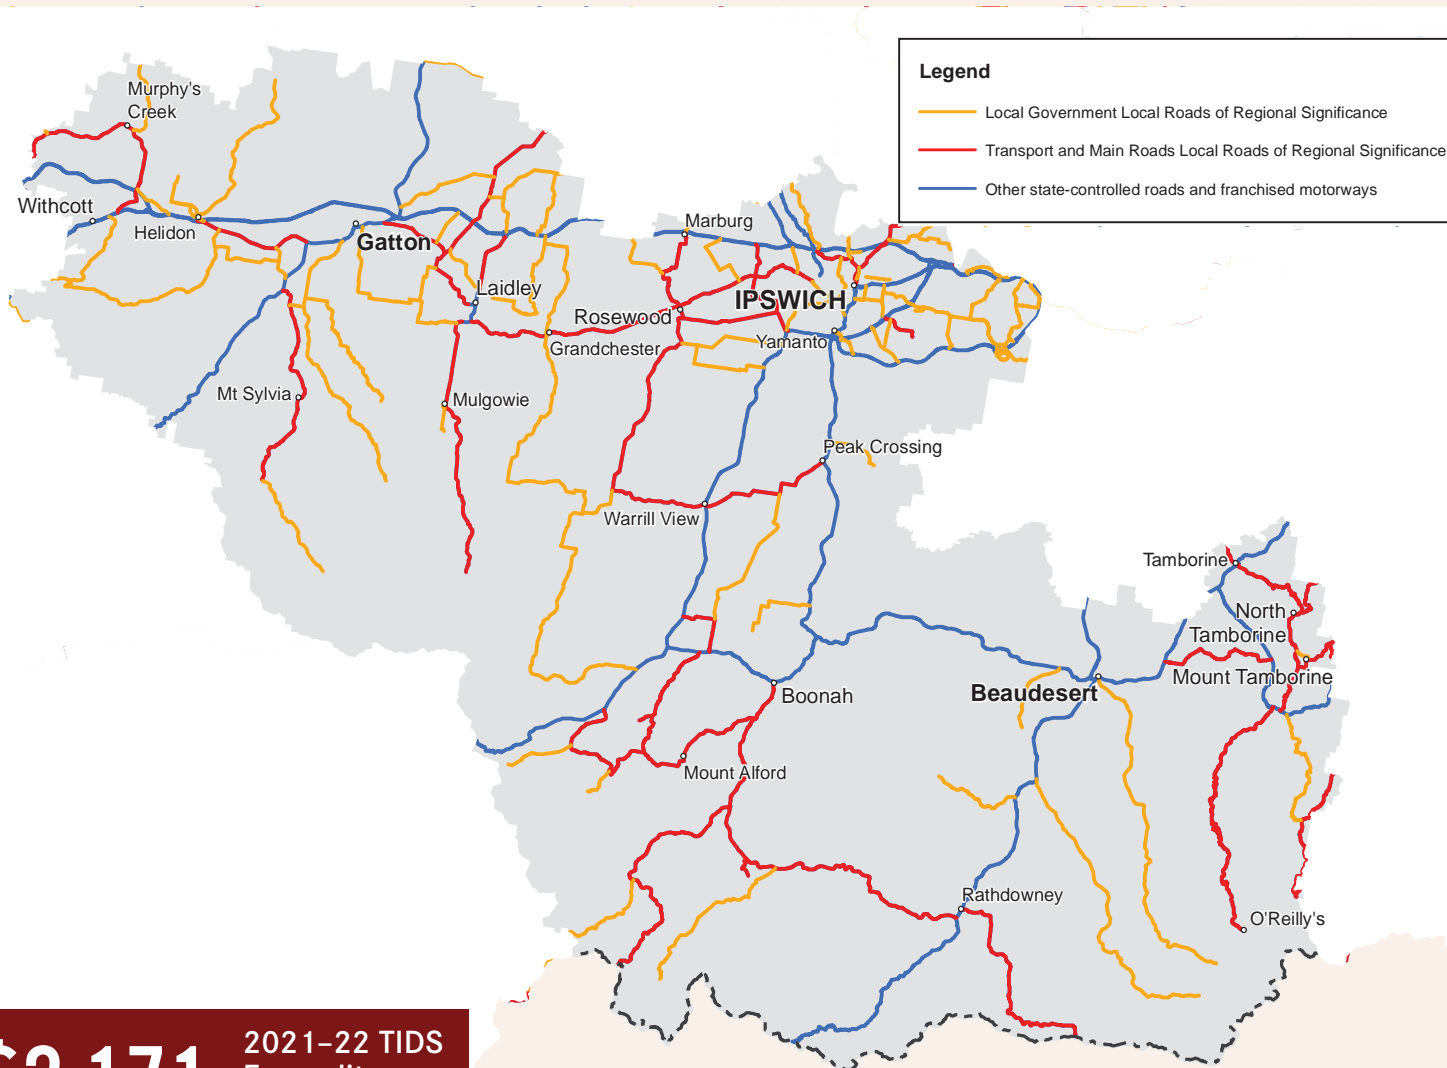 Legend
Local Government Local Roads of Regional Significance
Transport and Main Roads Local Roads of Regional Significance
Other state-controlled roads and franchised motorways
Murphy's
Creek
Withcott
Helidon
Gatton
Laidley
Marburg
IPSWICH
Rosewood
Grandchester
Yamanto
Mt Sylvia
Mulgowie
Peak Crossing
Warrill View
Tamborine
North
Tamborine
Mount Tamborine
Beaudesert
Boonah
Mount Alford
Rathdowney
O'Reilly's
2021–22 TIDS